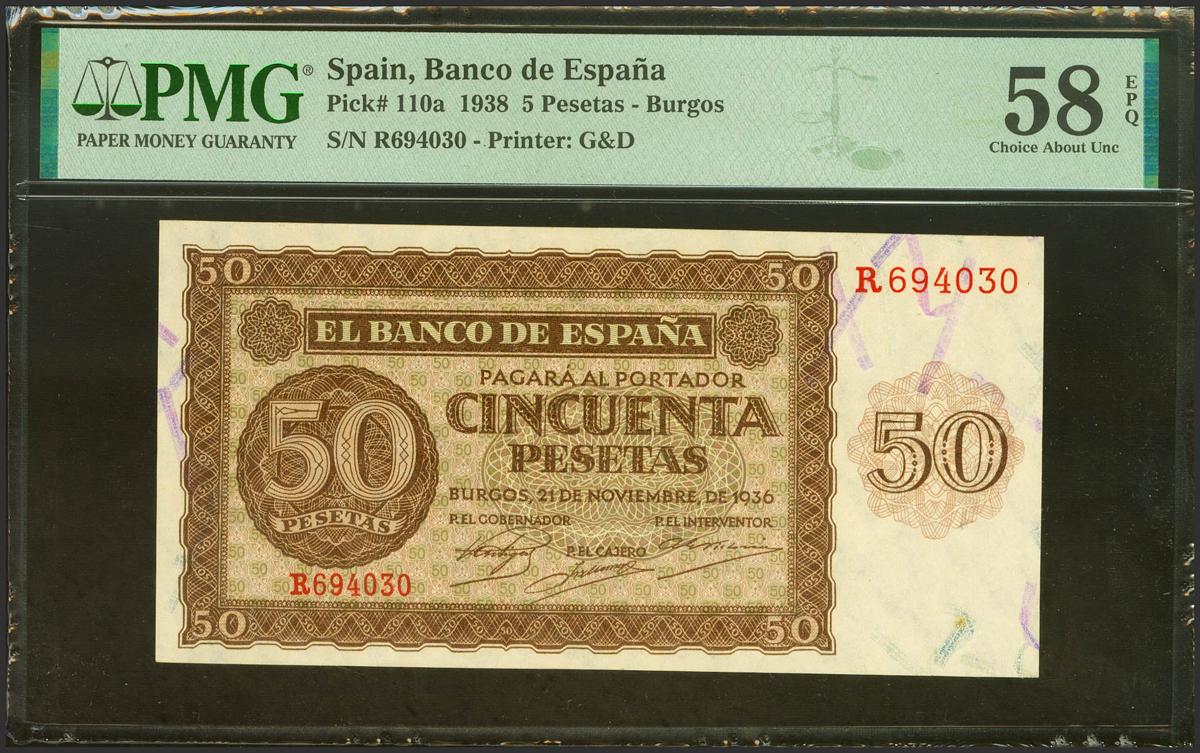 PMG®
PAPER MONEY GUARANTY
Spain, Banco de España
Pick# 110a 1938 5 Pesetas - Burgos
S/N R694030 - Printer: G&D
58 EPQ
Choice About Unc
50 50
R694030
EL BANCO DE ESPAÑA
PAGARÁ AL PORTADOR
CINCUENTA
PESETAS
50
PESETAS
50
BURGOS, 21 DE NOVIEMBRE, DE 1936
P.EL GOBERNADOR P.EL INTERVENTOR
P.EL CAJERO
R694030
50 50